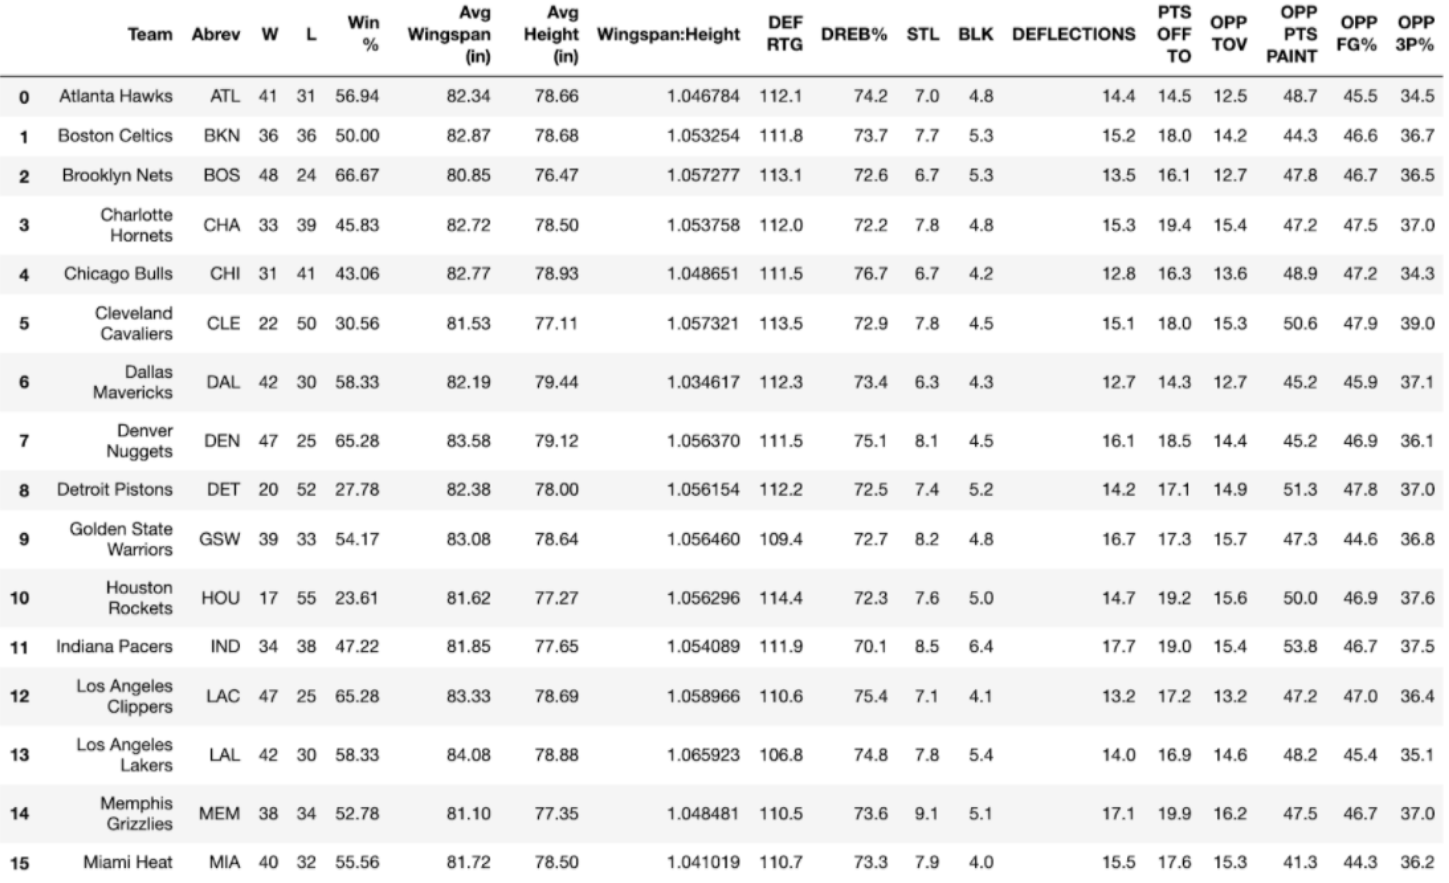 Team Abrev W L Win % Avg Wingspan (in) Avg Height (in) Wingspan:Height DEF RTG DREB% STL BLK DEFLECTIONS PTS OFF TO OPP TOV OPP PTS PAINT OPP FG% OPP 3P%
0 Atlanta Hawks ATL 41 31 56.94 82.34 78.66 1.046784 112.1 74.2 7.0 4.8 14.4 14.5 12.5 48.7 45.5 34.5
1 Boston Celtics BKN 36 36 50.00 82.87 78.68 1.053254 111.8 73.7 7.7 5.3 15.2 18.0 14.2 44.3 46.6 36.7
2 Brooklyn Nets BOS 48 24 66.67 80.85 76.47 1.057277 113.1 72.6 6.7 5.3 13.5 16.1 12.7 47.8 46.7 36.5
3 Charlotte Hornets CHA 33 39 45.83 82.72 78.50 1.053758 112.0 72.2 7.8 4.8 15.3 19.4 15.4 47.2 47.5 37.0
4 Chicago Bulls CHI 31 41 43.06 82.77 78.93 1.048651 111.5 76.7 6.7 4.2 12.8 16.3 13.6 48.9 47.2 34.3
5 Cleveland Cavaliers CLE 22 50 30.56 81.53 77.11 1.057321 113.5 72.9 7.8 4.5 15.1 18.0 15.3 50.6 47.9 39.0
6 Dallas Mavericks DAL 42 30 58.33 82.19 79.44 1.034617 112.3 73.4 6.3 4.3 12.7 14.3 12.7 45.2 45.9 37.1
7 Denver Nuggets DEN 47 25 65.28 83.58 79.12 1.056370 111.5 75.1 8.1 4.5 16.1 18.5 14.4 45.2 46.9 36.1
8 Detroit Pistons DET 20 52 27.78 82.38 78.00 1.056154 112.2 72.5 7.4 5.2 14.2 17.1 14.9 51.3 47.8 37.0
9 Golden State Warriors GSW 39 33 54.17 83.08 78.64 1.056460 109.4 72.7 8.2 4.8 16.7 17.3 15.7 47.3 44.6 36.8
10 Houston Rockets HOU 17 55 23.61 81.62 77.27 1.056296 114.4 72.3 7.6 5.0 14.7 19.2 15.6 50.0 46.9 37.6
11 Indiana Pacers IND 34 38 47.22 81.85 77.65 1.054089 111.9 70.1 8.5 6.4 17.7 19.0 15.4 53.8 46.7 37.5
12 Los Angeles Clippers LAC 47 25 65.28 83.33 78.69 1.058966 110.6 75.4 7.1 4.1 13.2 17.2 13.2 47.2 47.0 36.4
13 Los Angeles Lakers LAL 42 30 58.33 84.08 78.88 1.065923 106.8 74.8 7.8 5.4 14.0 16.9 14.6 48.2 45.4 35.1
14 Memphis Grizzlies MEM 38 34 52.78 81.10 77.35 1.048481 110.5 73.6 9.1 5.1 17.1 19.9 16.2 47.5 46.7 37.0
15 Miami Heat MIA 40 32 55.56 81.72 78.50 1.041019 110.7 73.3 7.9 4.0 15.5 17.6 15.3 41.3 44.3 36.2